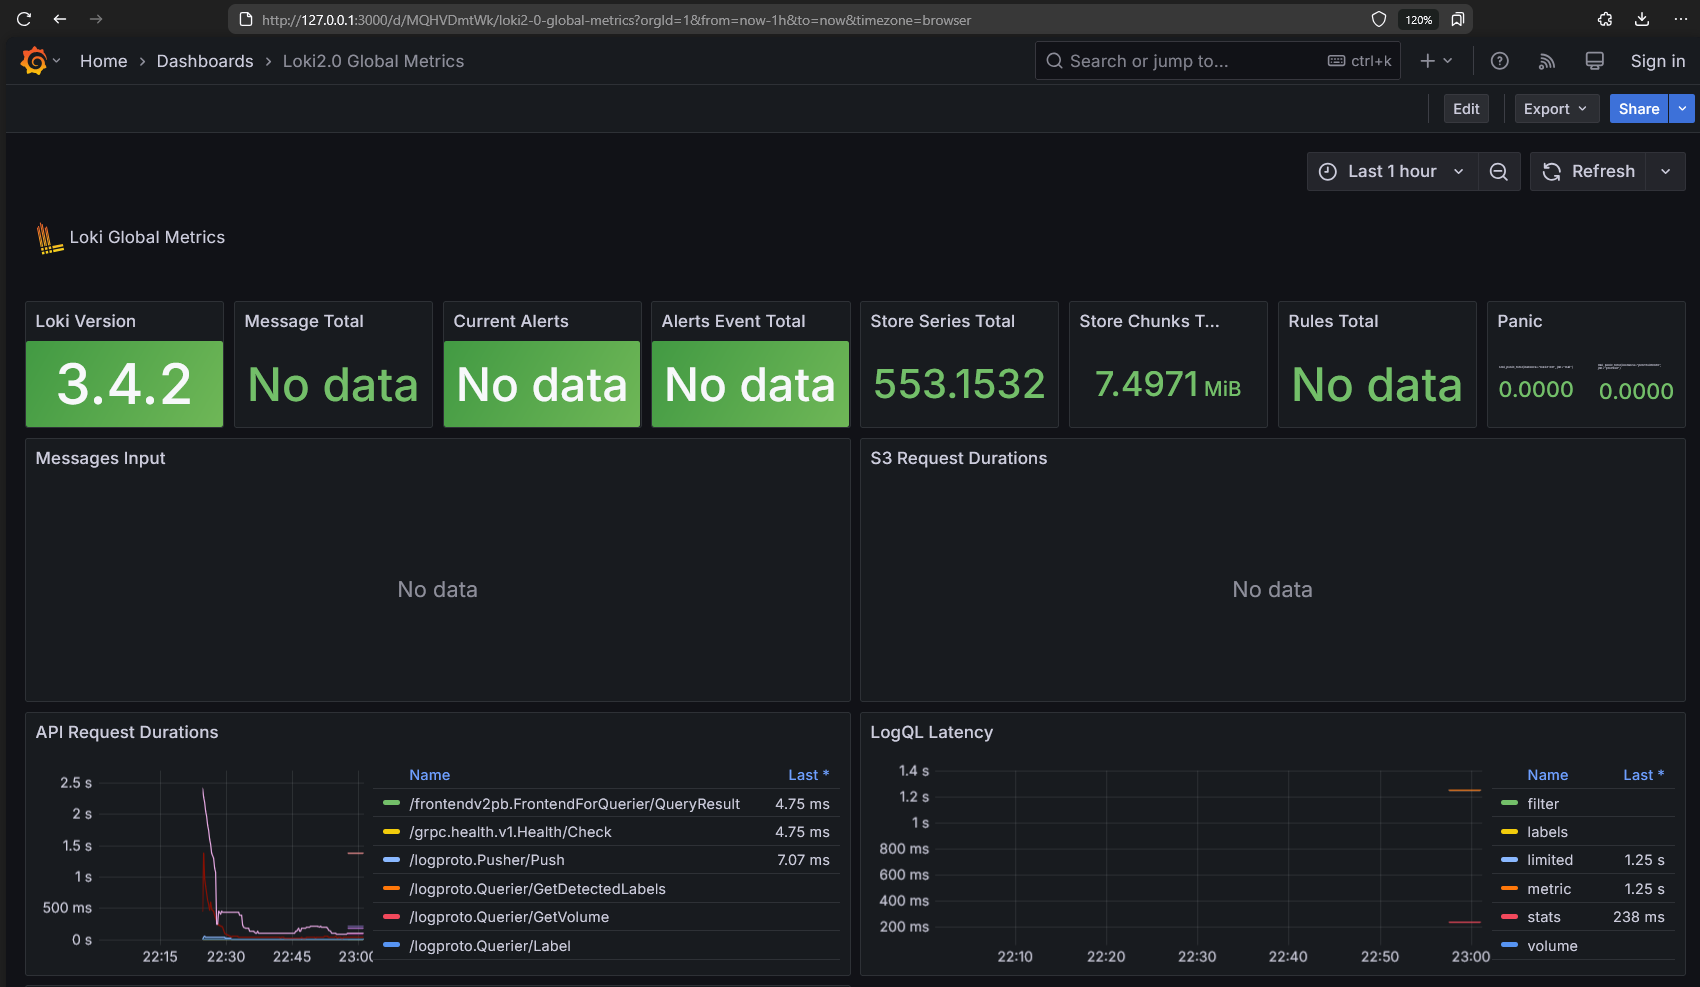 http://127.0.0.1:3000/d/MQHVDmtWk/loki2-0-global-metrics?orgId=1&from=now-1h&to=now&timezone=browser
120%
Home › Dashboards › Loki2.0 Global Metrics
Search or jump to...
ctrl+k
Sign in
Edit
Export
Share
Last 1 hour
Refresh
Loki Global Metrics
Loki Version
3.4.2
Message Total
No data
Current Alerts
No data
Alerts Event Total
No data
Store Series Total
553.1532
Store Chunks T...
7.4971 MiB
Rules Total
No data
Panic
0.0000
0.0000
Messages Input
No data
S3 Request Durations
No data
API Request Durations
2.5 s
2 s
1.5 s
1 s
500 ms
0 s
22:15 22:30 22:45 23:00
Name Last *
/frontendv2pb.FrontendForQuerier/QueryResult 4.75 ms
/grpc.health.v1.Health/Check 4.75 ms
/logproto.Pusher/Push 7.07 ms
/logproto.Querier/GetDetectedLabels
/logproto.Querier/GetVolume
/logproto.Querier/Label
LogQL Latency
1.4 s
1.2 s
1 s
800 ms
600 ms
400 ms
200 ms
22:10 22:20 22:30 22:40 22:50 23:00
Name Last *
filter
labels
limited 1.25 s
metric 1.25 s
stats 238 ms
volume